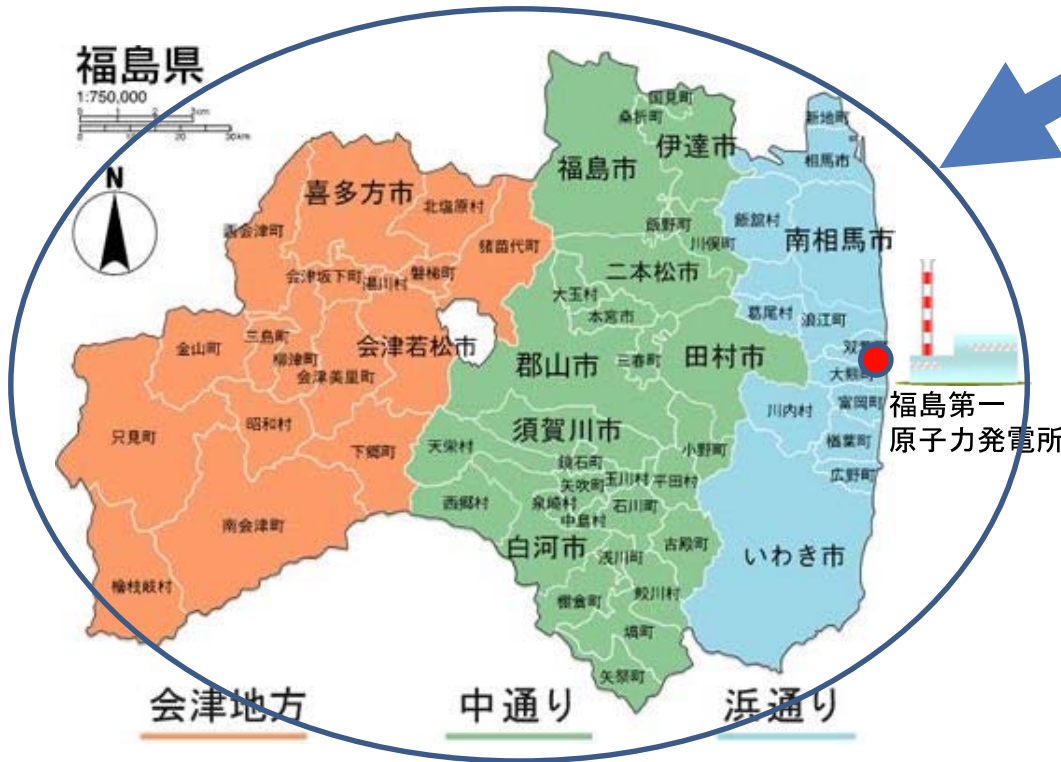 福島県
1:750,000
0 1 2 3cm
0 10 20 30km
N
国見町
桑折町
新地町
伊達市
福島市
相馬市
喜多方市
北塩原村
飯舘村
西会津町
飯野町
南相馬市
猪苗代町
川俣町
会津坂下町
湯川村
磐梯町
二本松市
大玉村
本宮市
葛尾村
浪江町
三島町
会津若松市
金山町
柳津町
郡山市
三春町
田村市
大熊町
会津美里町
川内村
富岡町
福島第一
原子力発電所
昭和村
只見町
須賀川市
楢葉町
下郷町
天栄村
小野町
鏡石町
広野町
矢吹町
玉川村
平田村
西郷村
泉崎村
石川町
中島村
南会津町
白河市
浅川町
古殿町
いわき市
檜枝岐村
棚倉町
鮫川村
塙町
矢祭町
会津地方
中通り
浜通り